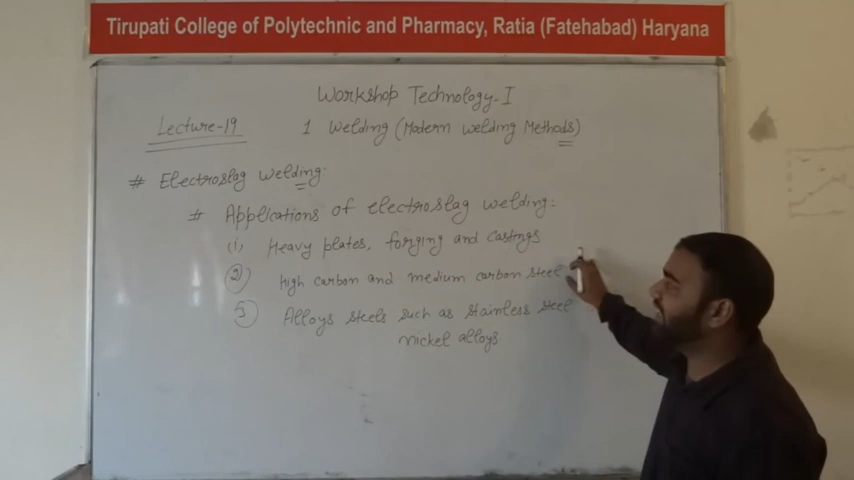 Tirupati College of Polytechnic and Pharmacy, Ratia (Fatehabad) Haryana
Workshop Technology-I
Lecture-19 1 Welding (Modern Welding Methods)
# Electroslag Welding:
# Applications of electroslag welding:
(1) Heavy plates, forging and castings
(2) High carbon and medium carbon steel
(3) Alloys steels such as stainless steel
nickel alloys